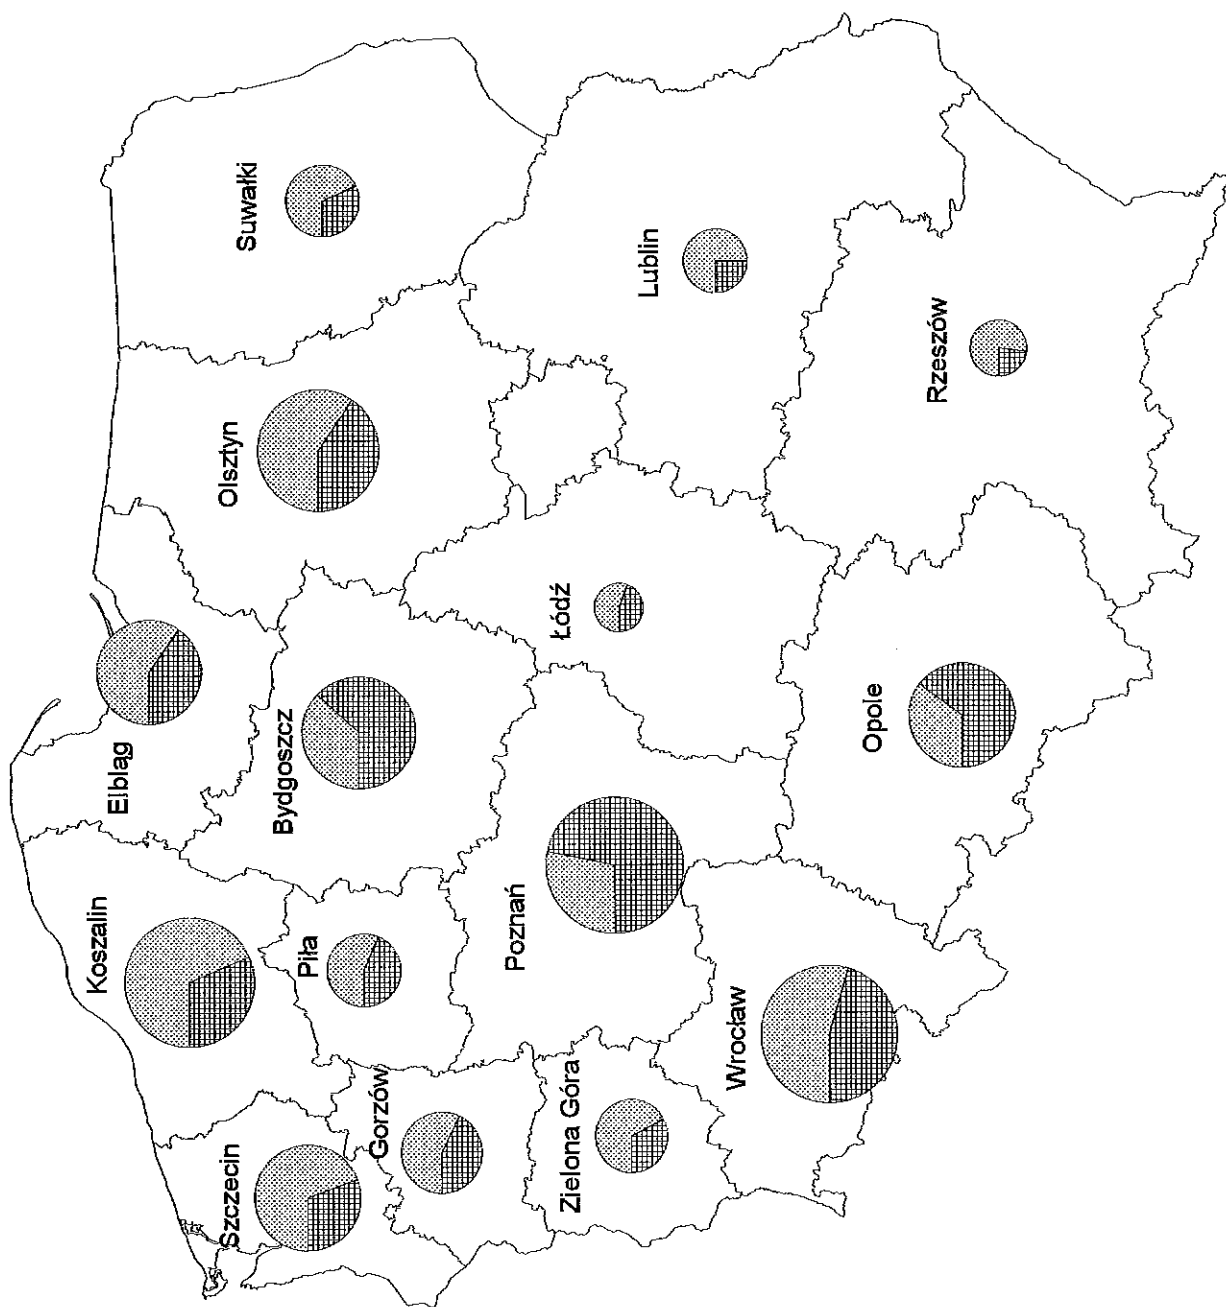 Koszalin
Elbląg
Suwałki
Szczecin
Olsztyn
Piła
Bydgoszcz
Gorzów
Poznań
Zielona Góra
Łódź
Lublin
Wrocław
Opole
Rzeszów